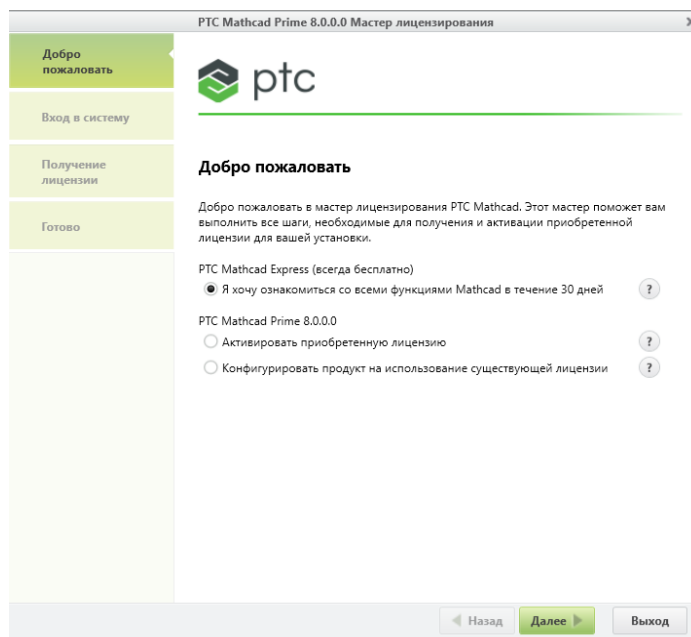 PTC Mathcad Prime 8.0.0.0 Мастер лицензирования
Добро
пожаловать
Вход в систему
Получение
лицензии
Готово
ptc
Добро пожаловать
Добро пожаловать в мастер лицензирования PTC Mathcad. Этот мастер поможет вам
выполнить все шаги, необходимые для получения и активации приобретенной
лицензии для вашей установки.
PTC Mathcad Express (всегда бесплатно)
Я хочу ознакомиться со всеми функциями Mathcad в течение 30 дней ?
PTC Mathcad Prime 8.0.0.0
Активировать приобретенную лицензию ?
Конфигурировать продукт на использование существующей лицензии ?
Назад Далее Выход